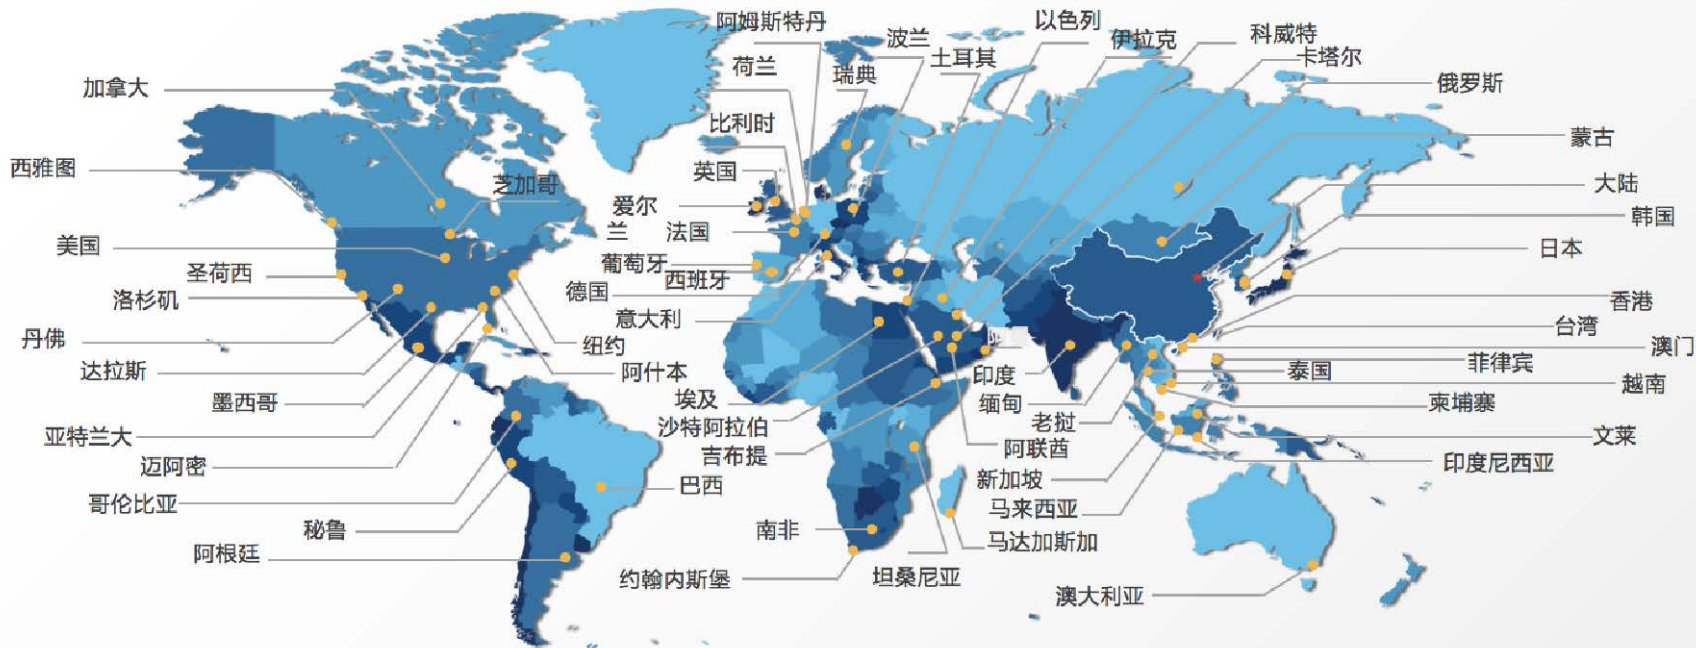 阿姆斯特丹
以色列
科威特
波兰
伊拉克
土耳其
卡塔尔
荷兰
瑞典
俄罗斯
加拿大
比利时
蒙古
西雅图
英国
芝加哥
大陆
爱尔
兰
韩国
美国
法国
日本
葡萄牙
圣荷西
西班牙
德国
洛杉矶
香港
意大利
台湾
丹佛
纽约
澳门
达拉斯
阿什本
印度
泰国
菲律宾
越南
墨西哥
埃及
缅甸
柬埔寨
沙特阿拉伯
老挝
亚特兰大
吉布提
阿联酋
文莱
迈阿密
印度尼西亚
新加坡
巴西
哥伦比亚
马来西亚
秘鲁
南非
马达加斯加
阿根廷
约翰内斯堡
坦桑尼亚
澳大利亚